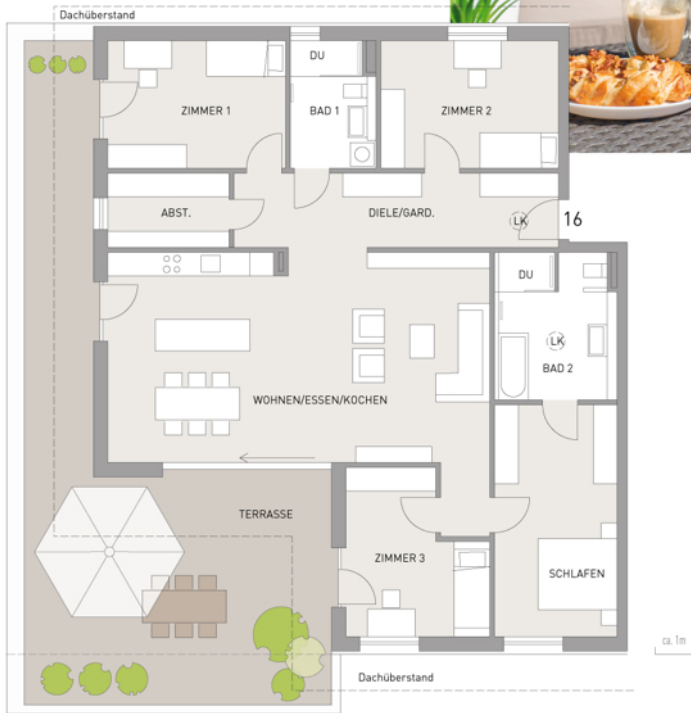 Dachüberstand
DU
ZIMMER 1
BAD 1
ZIMMER 2
ABST.
DIELE/GARD.
LK
16
DU
LK
BAD 2
WOHNEN/ESSEN/KOCHEN
TERRASSE
ZIMMER 3
SCHLAFEN
ca. 1m
Dachüberstand